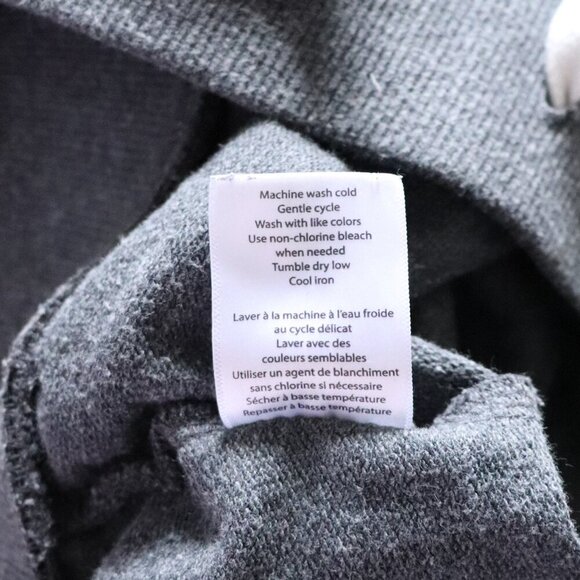 Machine wash cold
Gentle cycle
Wash with like colors
Use non-chlorine bleach
when needed
Tumble dry low
Cool iron
Laver à la machine à l'eau froide
au cycle délicat
Laver avec des
couleurs semblables
Utiliser un agent de blanchiment
sans chlorine si nécessaire
Sécher à basse température
Repasser à basse température